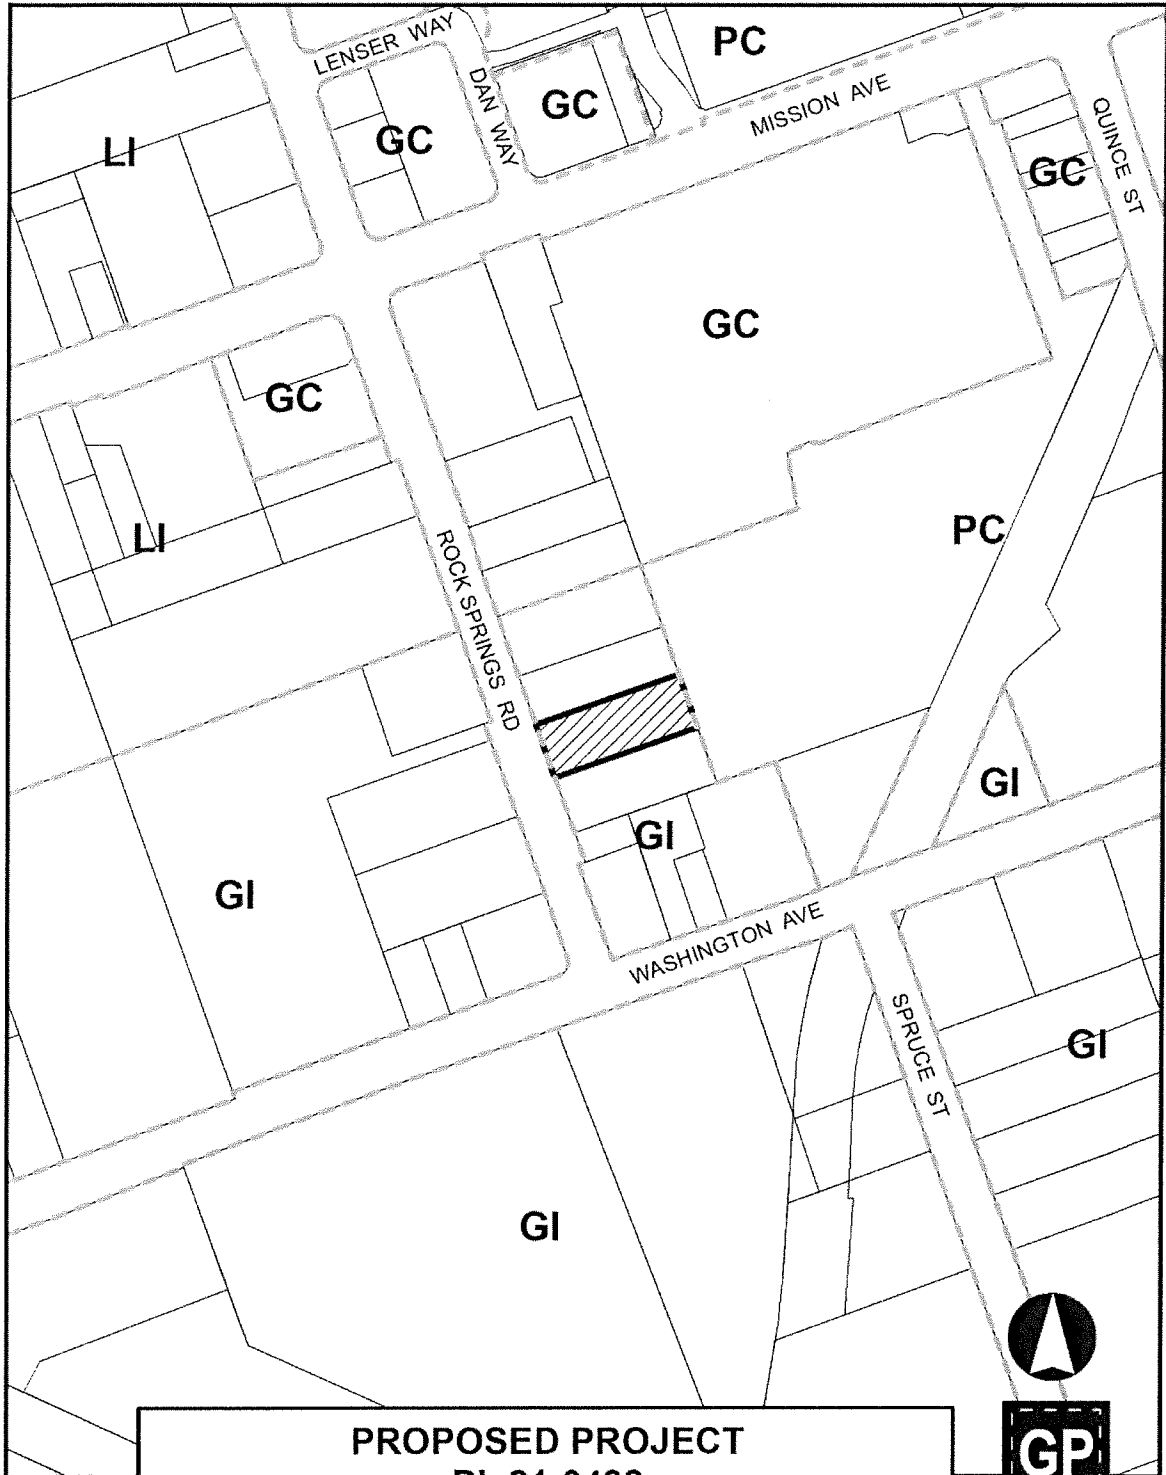 LENSER WAY
PC
DAN WAY
GC
MISSION AVE
QUINCE ST
LI
GC
GC
GC
GC
LI
PC
ROCK SPRINGS RD
GI
GI
GI
WASHINGTON AVE
SPRUCE ST
GI
GI
PROPOSED PROJECT
GP